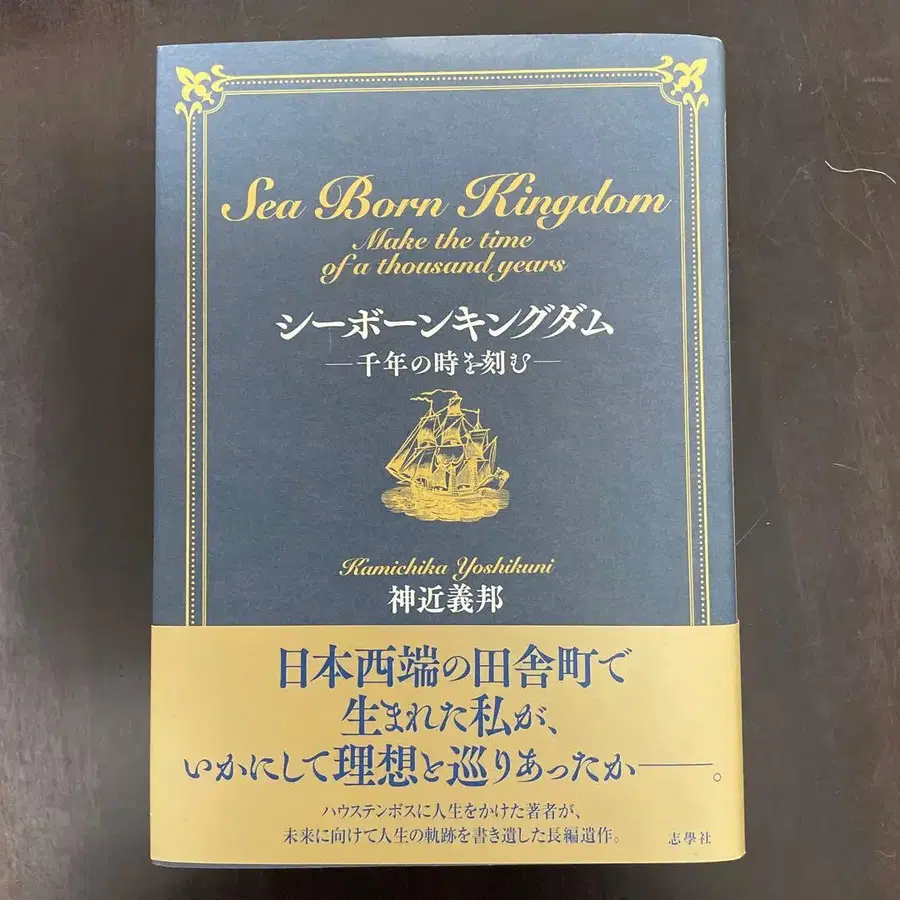 Sea Born Kingdom
Make the time
of a thousand years
シーボーンキングダム
―千年の時を刻む―
Kamichika Yoshikuni
神近義邦
日本西端の田舎町で
生まれた私が、
いかにして理想と巡りあったか――。
ハウステンボスに人生をかけた著者が、
未来に向けて人生の軌跡を書き遺した長編遺作。
志學社